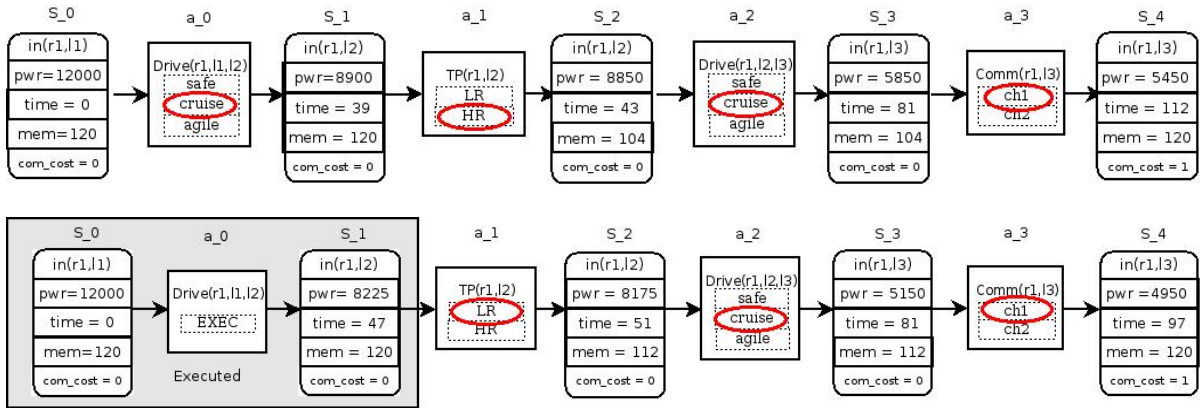 S_0 a_0 S_1 a_1 S_2 a_2 S_3 a_3 S_4
in(r1,l1)
pwr=12000
time = 0
mem=120
com_cost = 0
Drive(r1,l1,l2)
safe
cruise
agile
in(r1,l2)
pwr=8900
time = 39
mem = 120
com_cost = 0
TP(r1,l2)
LR
HR
in(r1,l2)
pwr = 8850
time = 43
mem = 104
com_cost = 0
Drive(r1,l2,l3)
safe
cruise
agile
in(r1,l3)
pwr = 5850
time = 81
mem = 104
com_cost = 0
Comm(r1,l3)
ch1
ch2
in(r1,l3)
pwr = 5450
time = 112
mem = 120
com_cost = 1
S_0 a_0 S_1 a_1 S_2 a_2 S_3 a_3 S_4
in(r1,l1)
pwr=12000
time = 0
mem=120
com_cost = 0
Drive(r1,l1,l2)
EXEC
Executed
in(r1,l2)
pwr = 8225
time = 47
mem = 120
com_cost = 0
TP(r1,l2)
LR
HR
in(r1,l2)
pwr = 8175
time = 51
mem = 112
com_cost = 0
Drive(r1,l2,l3)
safe
cruise
agile
in(r1,l3)
pwr = 5150
time = 81
mem = 112
com_cost = 0
Comm(r1,l3)
ch1
ch2
in(r1,l3)
pwr =4950
time = 97
mem = 120
com_cost = 1